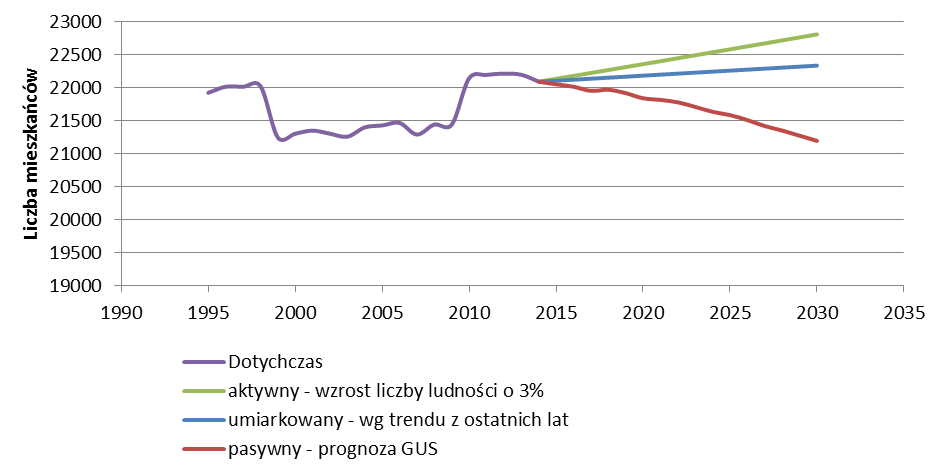 Liczba mieszkańców
23000
22500
22000
21500
21000
20500
20000
19500
19000
1990 1995 2000 2005 2010 2015 2020 2025 2030 2035
Dotychczas
aktywny - wzrost liczby ludności o 3%
umiarkowany - wg trendu z ostatnich lat
pasywny - prognoza GUS